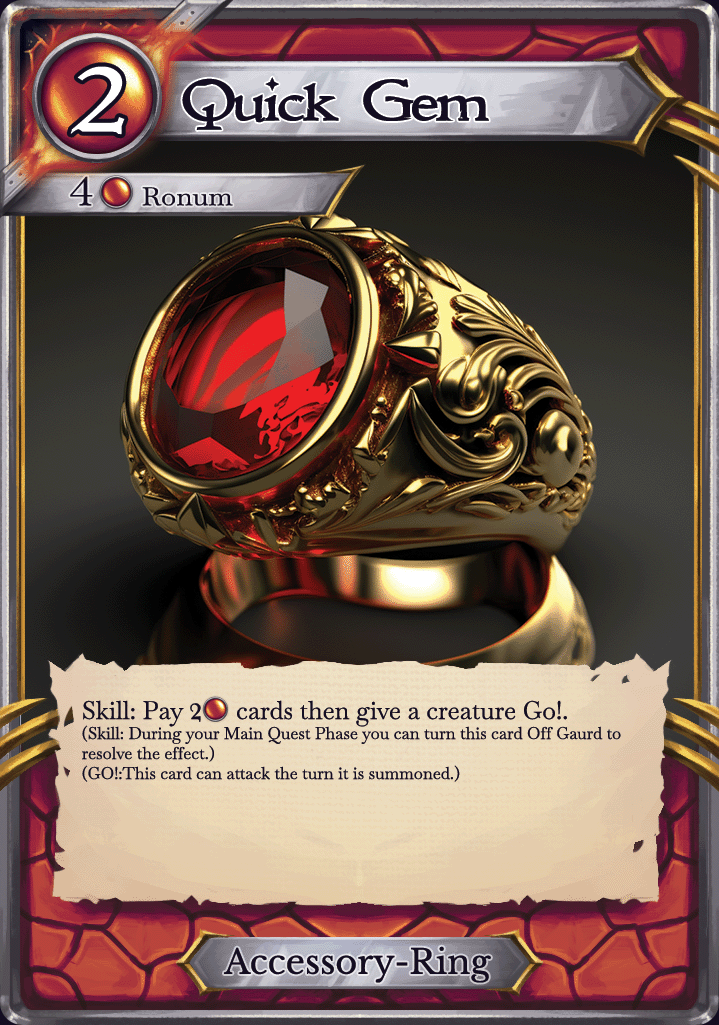 2
Quick Gem
4 Ronum
Skill: Pay 2 cards then give a creature Go!.
(Skill: During your Main Quest Phase you can turn this card Off Gaurd to
resolve the effect.)
(GO!:This card can attack the turn it is summoned.)
Accessory-Ring